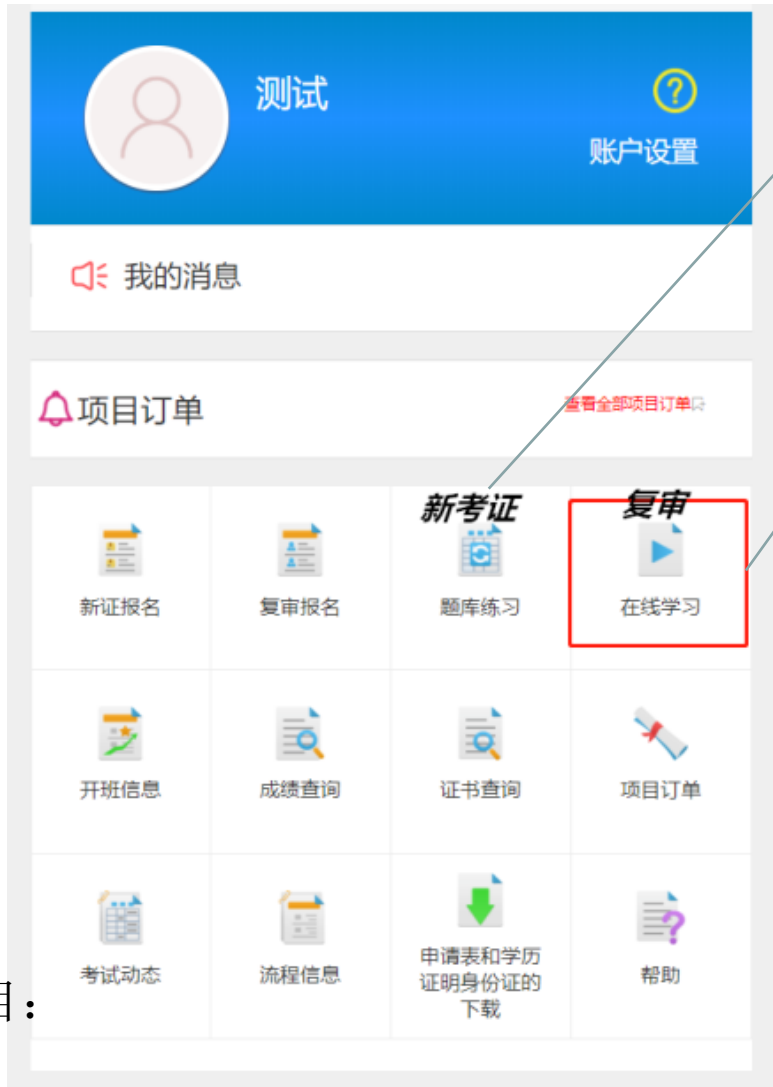 测试
?
账户设置
我的消息
项目订单
查看全部项目订单
新考证
复审
新证报名
复审报名
题库练习
在线学习
开班信息
成绩查询
证书查询
项目订单
考试动态
流程信息
申请表和学历
证明身份证的
下载
帮助
：